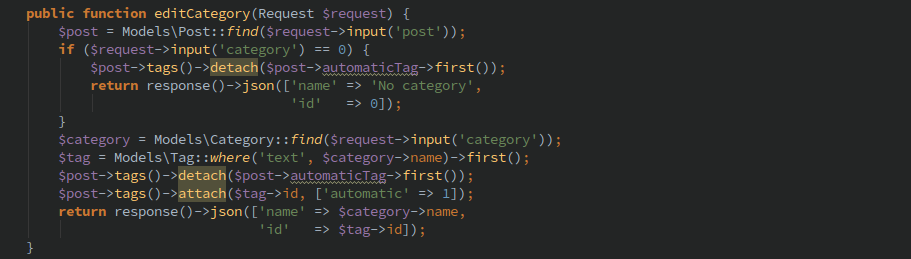 public function editCategory(Request $request) {
    $post = Models\Post::find($request->input('post'));
    if ($request->input('category') == 0) {
        $post->tags()->detach($post->automaticTag->first());
        return response()->json(['name' => 'No category',
                                 'id'   => 0]);
    }
    $category = Models\Category::find($request->input('category'));
    $tag = Models\Tag::where('text', $category->name)->first();
    $post->tags()->detach($post->automaticTag->first());
    $post->tags()->attach($tag->id, ['automatic' => 1]);
    return response()->json(['name' => $category->name,
                             'id'   => $tag->id]);
}